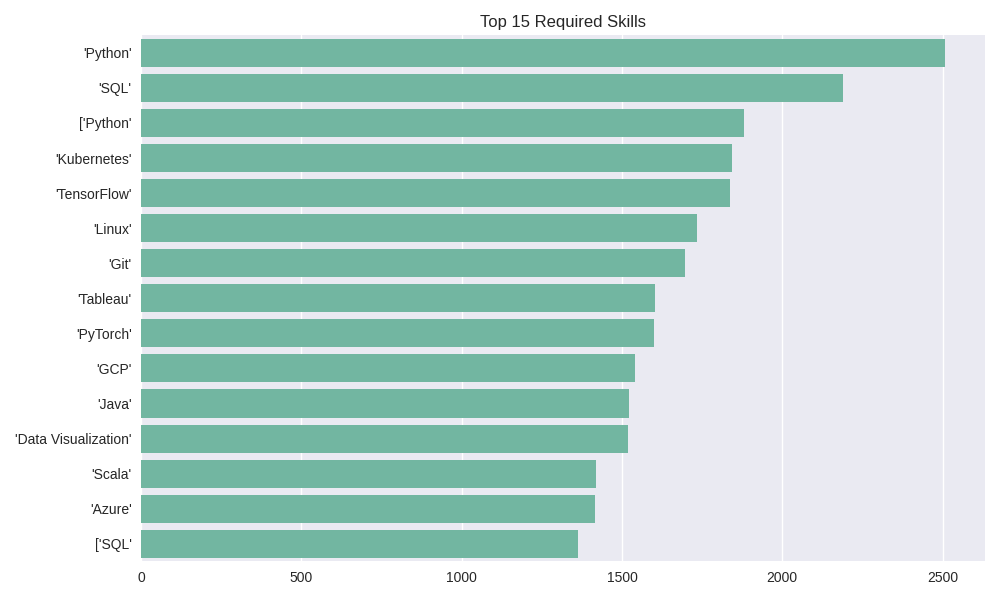 Top 15 Required Skills
'Python'
'SQL'
['Python'
'Kubernetes'
'TensorFlow'
'Linux'
'Git'
'Tableau'
'PyTorch'
'GCP'
'Java'
'Data Visualization'
'Scala'
'Azure'
['SQL'
0 500 1000 1500 2000 2500